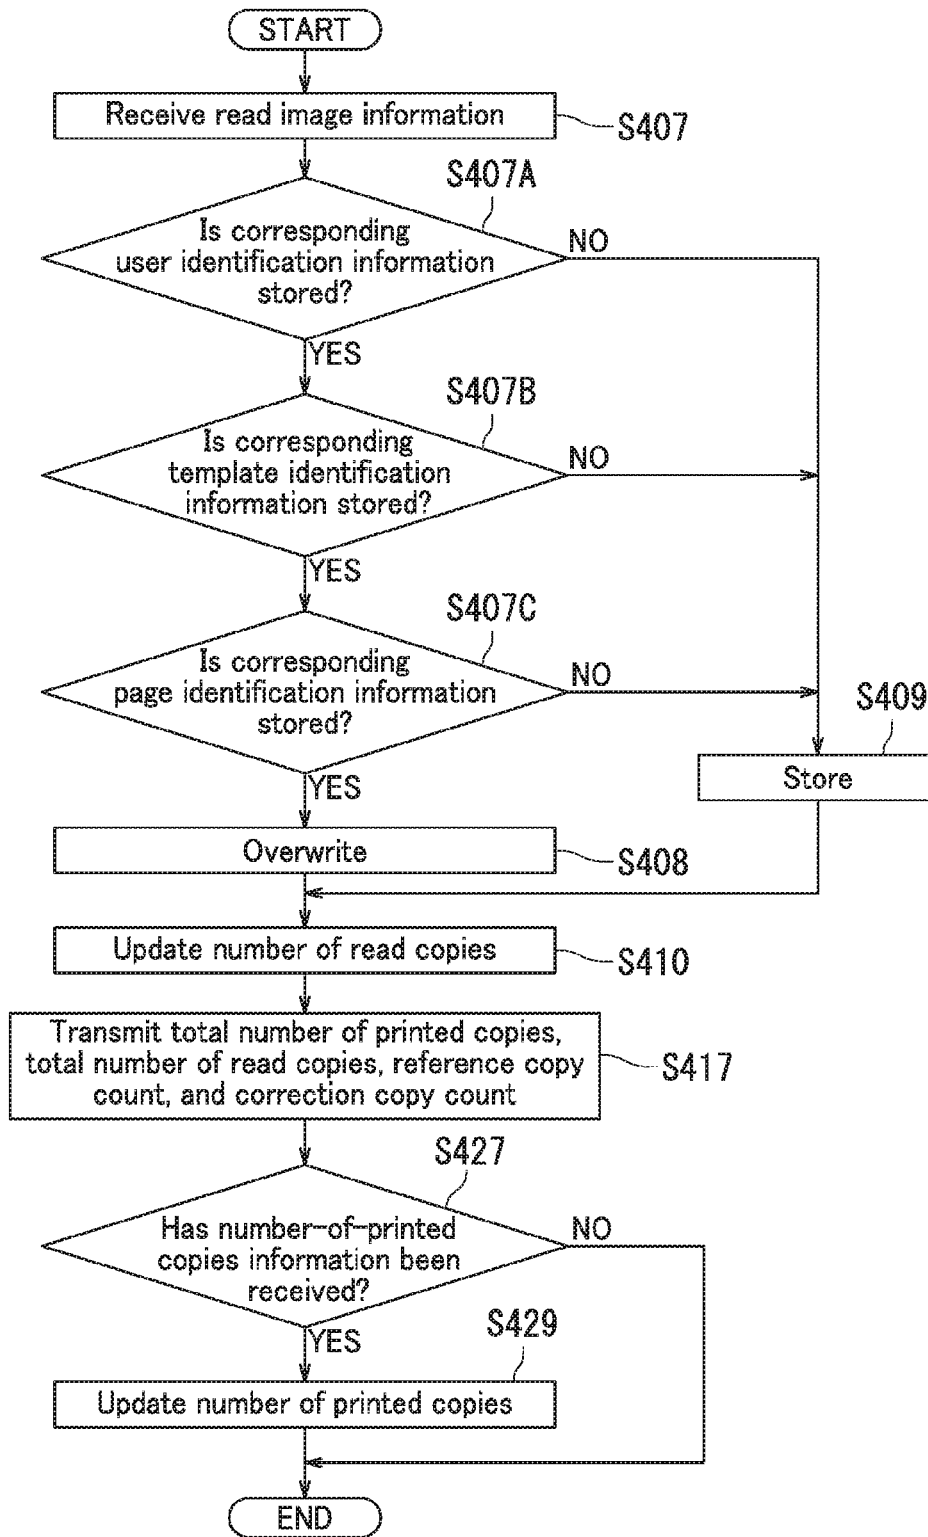 START
Receive read image information
S407
S407A
Is corresponding
user identification information
stored?
NO
YES
S407B
Is corresponding
template identification
information stored?
NO
YES
S407C
Is corresponding
page identification information
stored?
NO
S409
Store
YES
Overwrite
S408
Update number of read copies
S410
Transmit total number of printed copies,
total number of read copies, reference copy
count, and correction copy count
S417
S427
Has number-of-printed
copies information been
received?
NO
YES
S429
Update number of printed copies
END